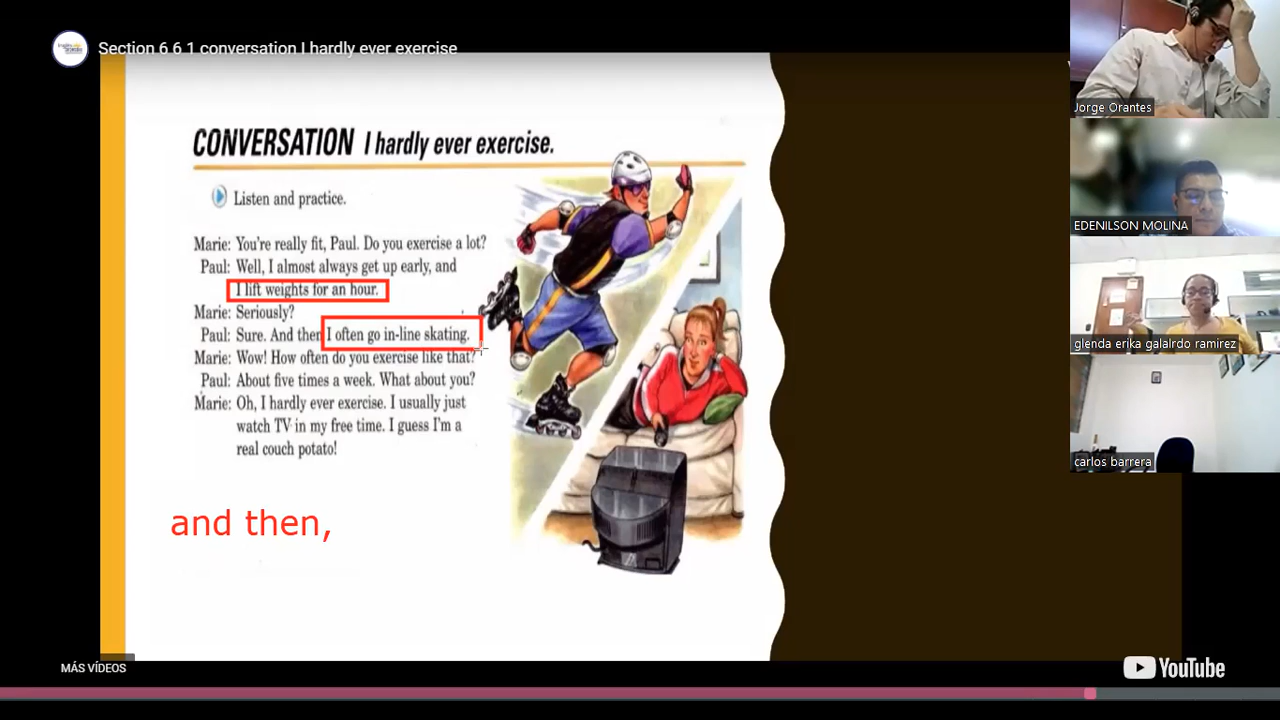 Section 6 6 1 conversation I hardly ever exercise
CONVERSATION I hardly ever exercise.
Listen and practice.
Marie: You're really fit, Paul. Do you exercise a lot?
Paul: Well, I almost always get up early, and
I lift weights for an hour.
Marie: Seriously?
Paul: Sure. And then I often go in-line skating.
Marie: Wow! How often do you exercise like that?
Paul: About five times a week. What about you?
Marie: Oh, I hardly ever exercise. I usually just
watch TV in my free time. I guess I'm a
real couch potato!
and then,
MÁS VÍDEOS
YouTube
Jorge Orantes
EDENILSON MOLINA
glenda erika galalrdo ramirez
carlos barrera